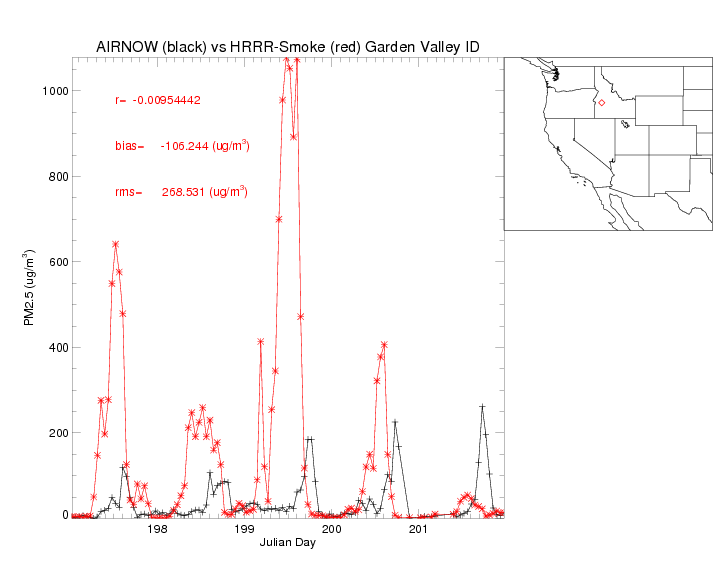 AIRNOW (black) vs HRRR-Smoke (red) Garden Valley ID
r= -0.00954442
bias= -106.244 (ug/m³)
rms= 268.531 (ug/m³)
PM2.5 (ug/m³)
1000
800
600
400
200
0
198 199 200 201
Julian Day